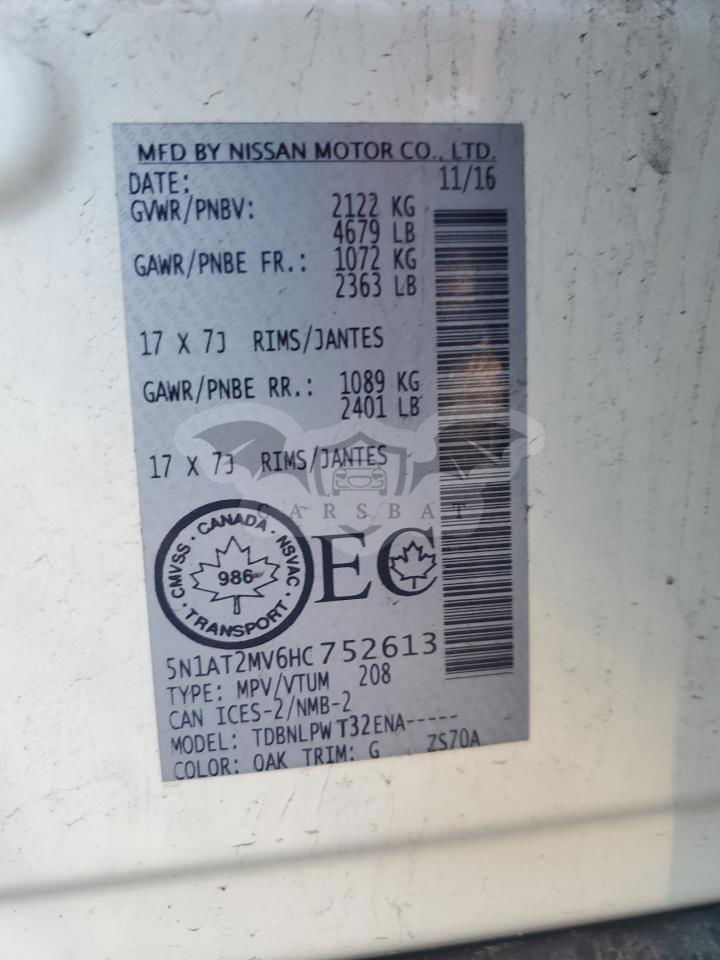 MFD BY NISSAN MOTOR CO., LTD.
DATE: 11/16
GVWR/PNBV: 2122 KG
4679 LB
GAWR/PNBE FR.: 1072 KG
2363 LB
17 X 7J RIMS/JANTES
GAWR/PNBE RR.: 1089 KG
2401 LB
17 X 7J RIMS/JANTES
CARSBAT
CMVSS · CANADA · NSVAC · TRANSPORT ·
986
EC
5N1AT2MV6HC752613
TYPE: MPV/VTUM 208
CAN ICES-2/NMB-2
MODEL: TDBNLPWT32ENA-----
COLOR: OAK TRIM: G ZS70A